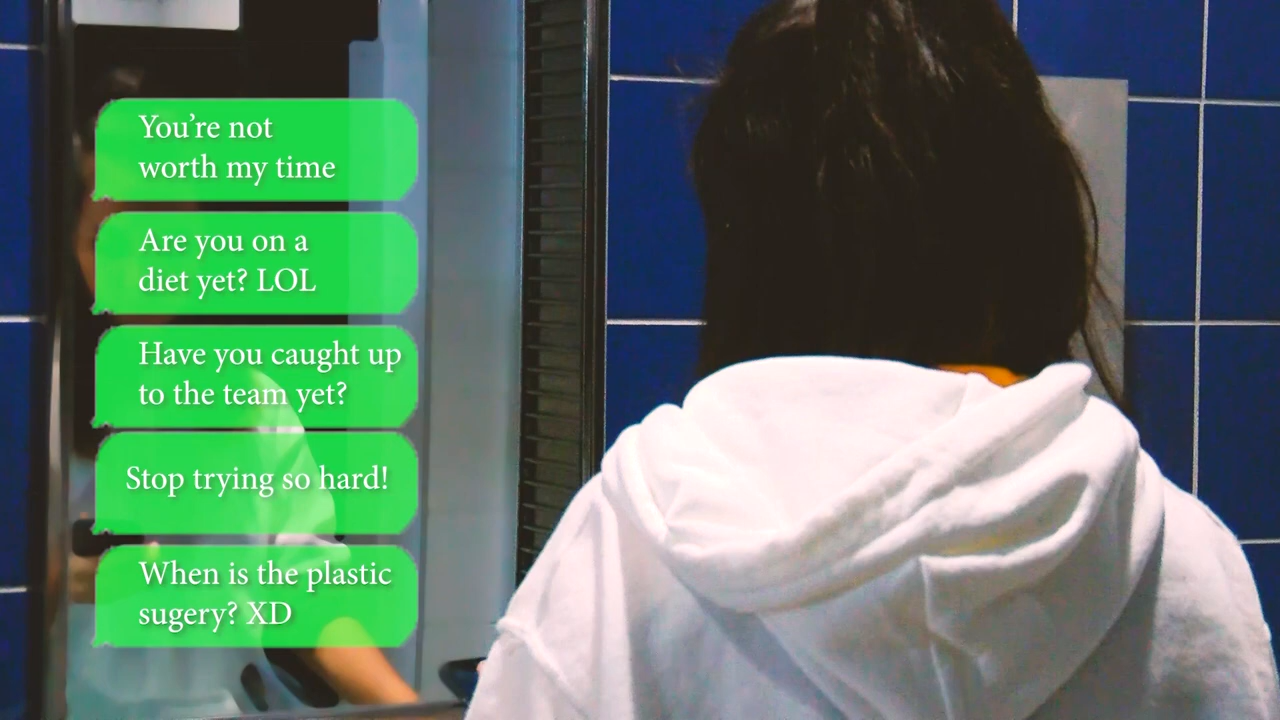 You’re not
worth my time
Are you on a
diet yet? LOL
Have you caught up
to the team yet?
Stop trying so hard!
When is the plastic
sugery? XD